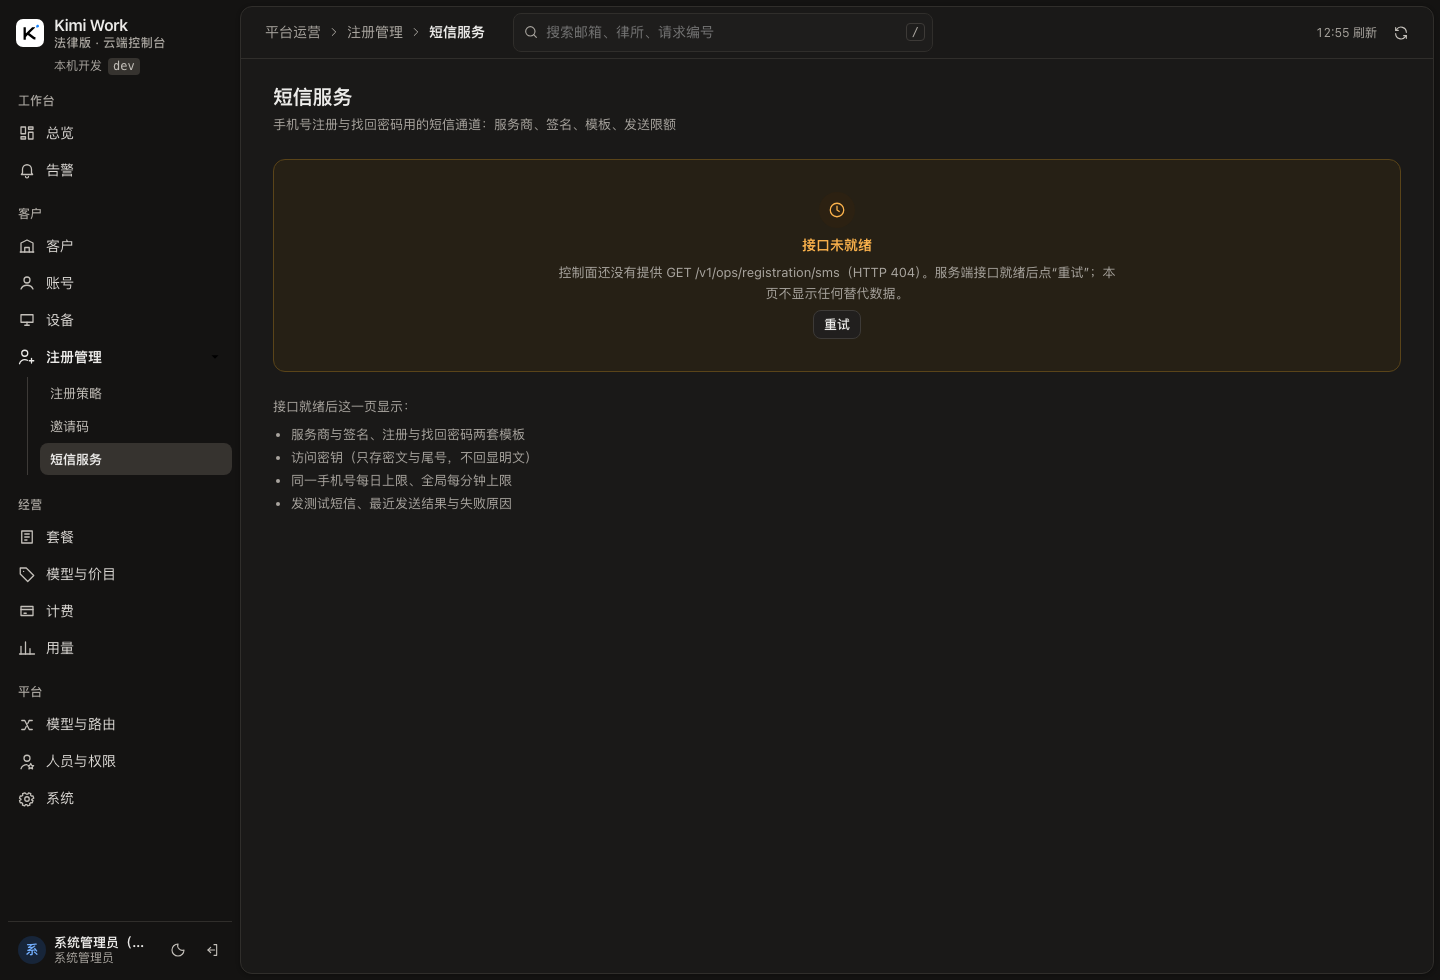 Kimi Work
法律版 · 云端控制台
本机开发 dev
工作台
总览
告警
客户
客户
账号
设备
注册管理
注册策略
邀请码
短信服务
经营
套餐
模型与价目
计费
用量
平台
模型与路由
人员与权限
系统
系
系统管理员（...
系统管理员
平台运营 > 注册管理 > 短信服务
搜索邮箱、律所、请求编号
/
12:55 刷新
短信服务
手机号注册与找回密码用的短信通道：服务商、签名、模板、发送限额
接口未就绪
控制面还没有提供 GET /v1/ops/registration/sms（HTTP 404）。服务端接口就绪后点“重试”；本
页不显示任何替代数据。
重试
接口就绪后这一页显示：
• 服务商与签名、注册与找回密码两套模板
• 访问密钥（只存密文与尾号，不回显明文）
• 同一手机号每日上限、全局每分钟上限
• 发测试短信、最近发送结果与失败原因